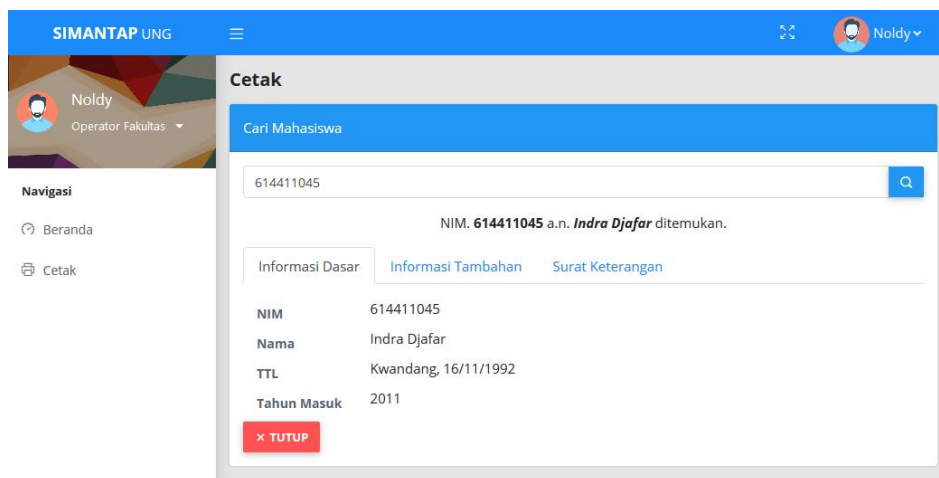 SIMANTAP UNG
Noldy
Noldy
Operator Fakultas
Navigasi
Beranda
Cetak
Cetak
Cari Mahasiswa
614411045
NIM. 614411045 a.n. Indra Djafar ditemukan.
Informasi Dasar Informasi Tambahan Surat Keterangan
NIM 614411045
Nama Indra Djafar
TTL Kwandang, 16/11/1992
Tahun Masuk 2011
× TUTUP